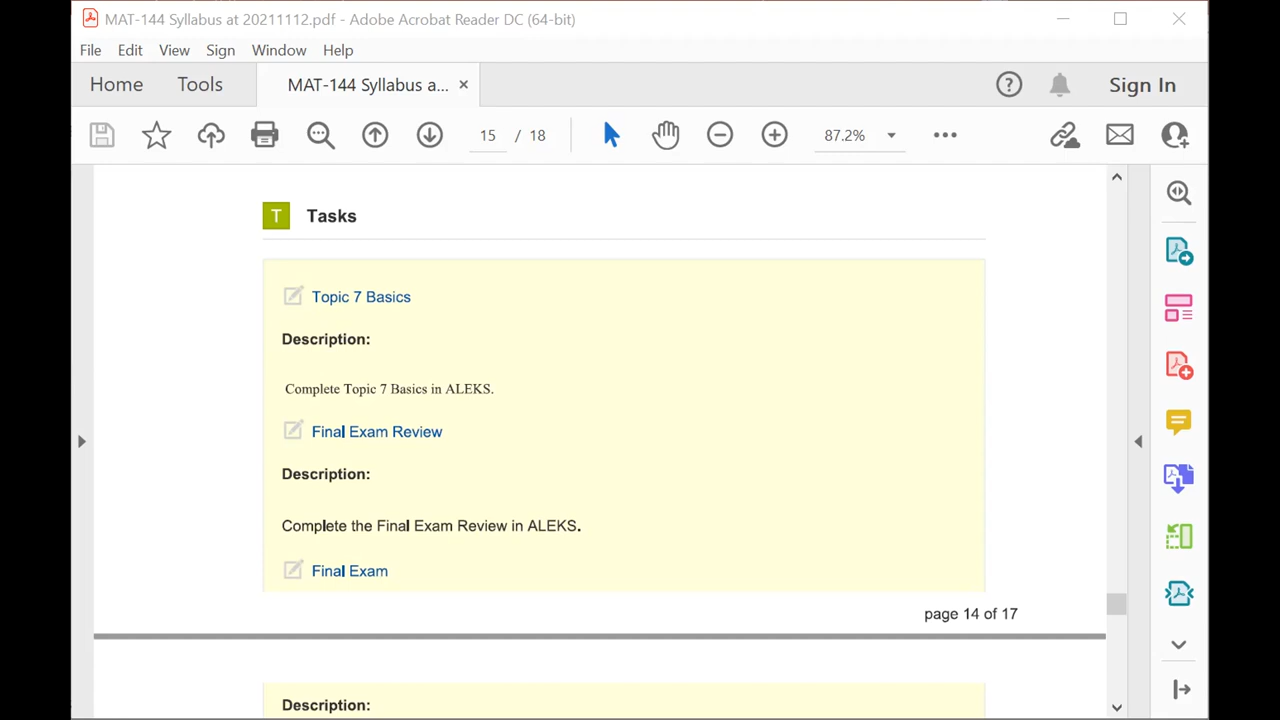 MAT-144 Syllabus at 20211112.pdf - Adobe Acrobat Reader DC (64-bit)
File Edit View Sign Window Help
Home Tools MAT-144 Syllabus a... Sign In
15 / 18 87.2%
T Tasks
Topic 7 Basics
Description:
Complete Topic 7 Basics in ALEKS.
Final Exam Review
Description:
Complete the Final Exam Review in ALEKS.
Final Exam
page 14 of 17
Description: